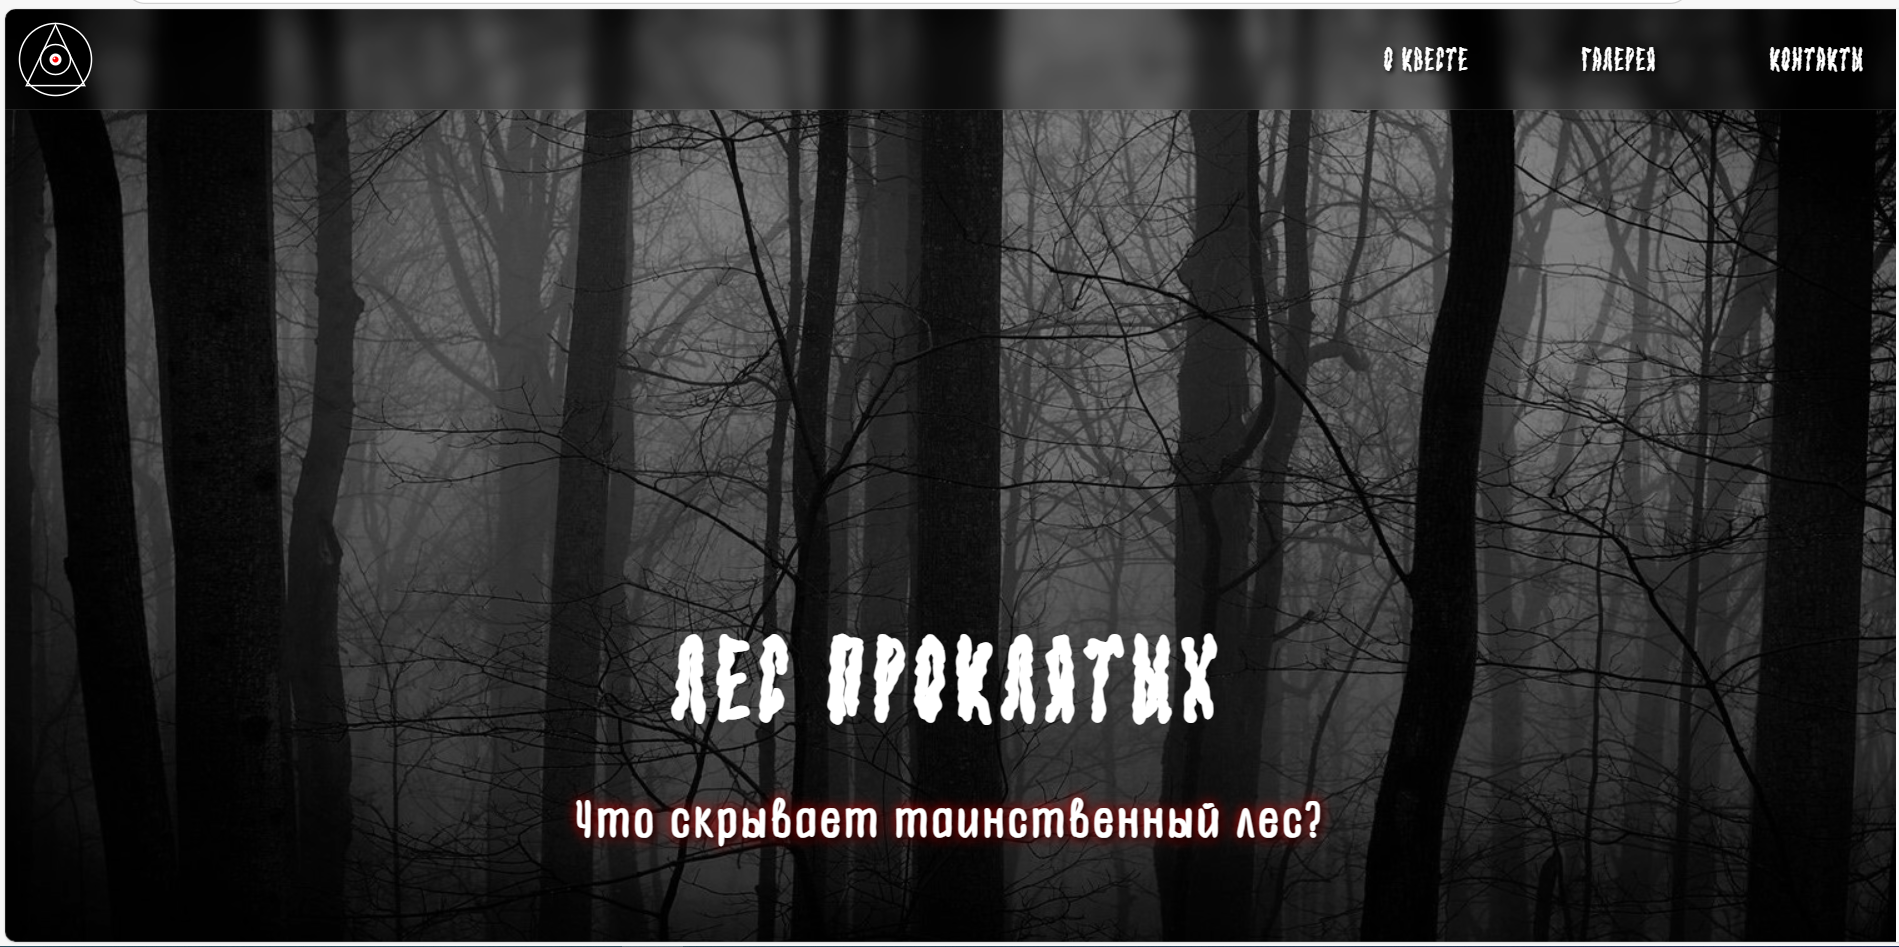 О КВЕСТЕ
ГАЛЕРЕЯ
КОНТАКТЫ
ЛЕС ПРОКЛЯТЫХ
Что скрывает таинственный лес?